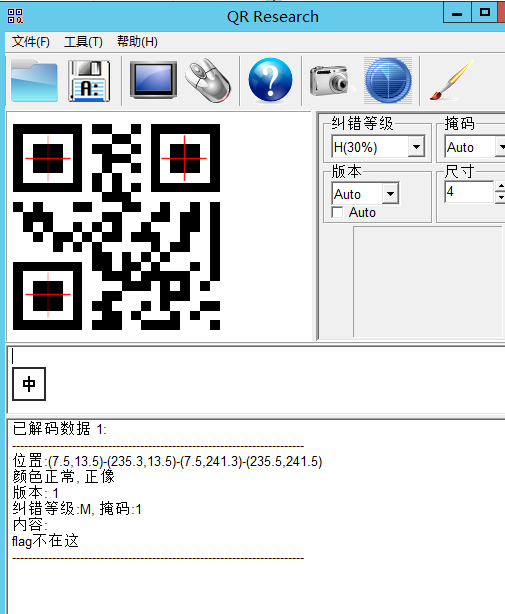 QR Research
文件(F) 工具(T) 帮助(H)
纠错等级 掩码
H(30%) Auto
版本 尺寸
Auto 4
Auto
中
已解码数据 1:
--------------------------------------------------------------------------
位置:(7.5,13.5)-(235.3,13.5)-(7.5,241.3)-(235.5,241.5)
颜色正常, 正像
版本: 1
纠错等级:M, 掩码:1
内容:
flag不在这
--------------------------------------------------------------------------